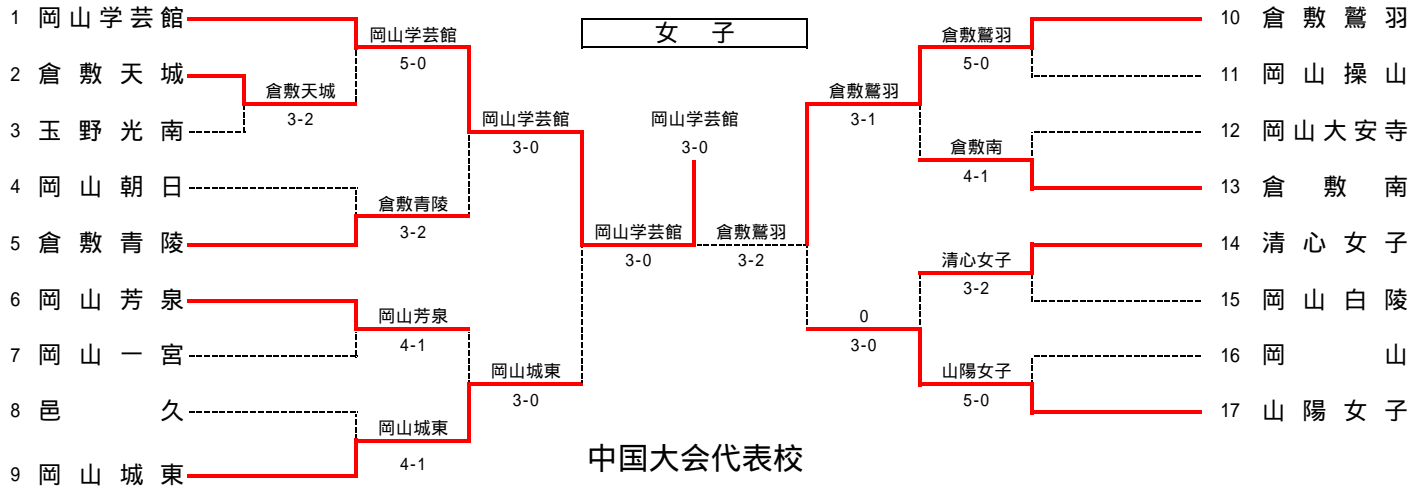 女 子
1 岡山学芸館
2 倉敷天城
3 玉野光南
4 岡山朝日
5 倉敷青陵
6 岡山芳泉
7 岡山一宮
8 邑久
9 岡山城東
岡山学芸館
5-0
倉敷天城
3-2
倉敷青陵
3-2
岡山芳泉
4-1
岡山城東
4-1
岡山学芸館
3-0
岡山城東
3-0
岡山学芸館
3-0
岡山学芸館
3-0
倉敷鷲羽
3-2
倉敷鷲羽
3-1
0
3-0
倉敷鷲羽
5-0
倉敷南
4-1
清心女子
3-2
山陽女子
5-0
10 倉敷鷲羽
11 岡山操山
12 岡山大安寺
13 倉敷南
14 清心女子
15 岡山白陵
16 岡山
17 山陽女子
中国大会代表校